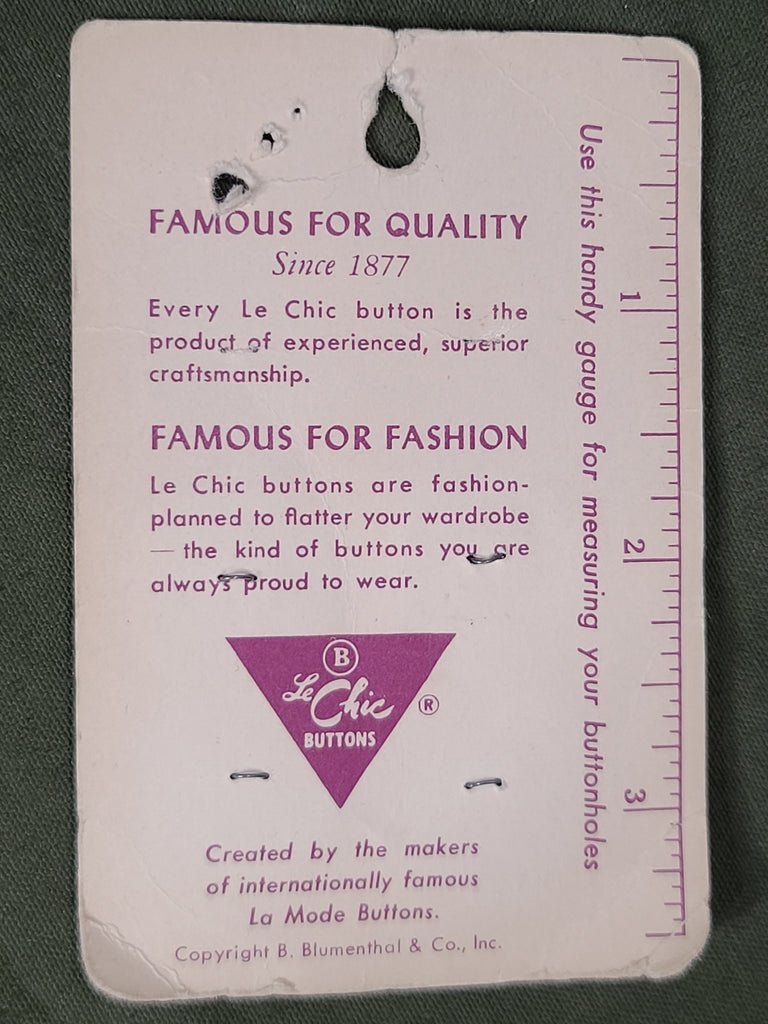 FAMOUS FOR QUALITY
Since 1877
Every Le Chic button is the
product of experienced, superior
craftsmanship.
FAMOUS FOR FASHION
Le Chic buttons are fashion-
planned to flatter your wardrobe
— the kind of buttons you are
always proud to wear.
B
Le Chic
BUTTONS
®
Created by the makers
of internationally famous
La Mode Buttons.
Copyright B. Blumenthal & Co., Inc.
Use this handy gauge for measuring your buttonholes
1
2
3